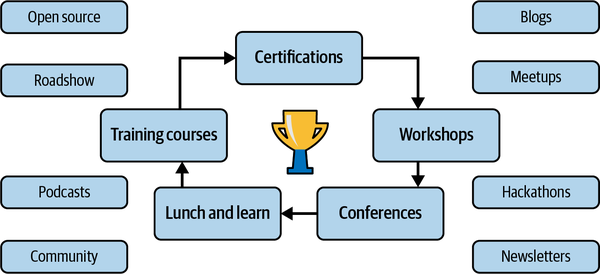 Open source
Blogs
Certifications
Roadshow
Meetups
Training courses
Workshops
Podcasts
Hackathons
Lunch and learn
Conferences
Community
Newsletters